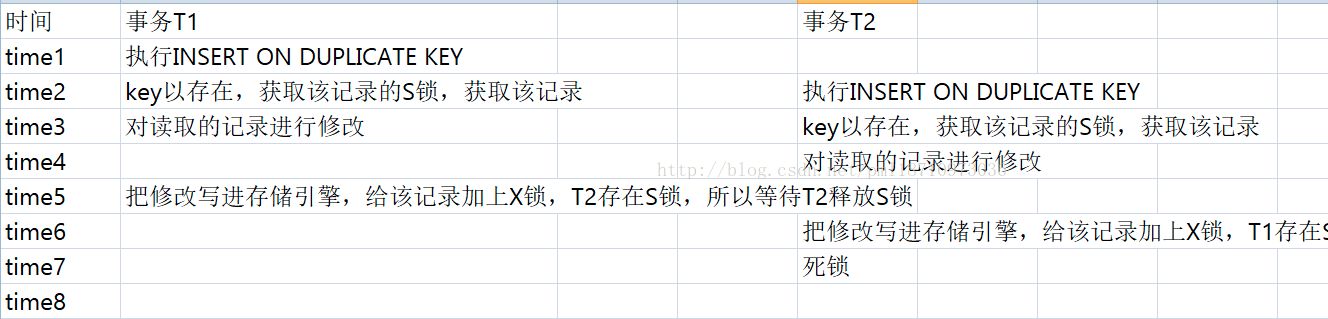 时间 事务T1 事务T2
time1 执行INSERT ON DUPLICATE KEY
time2 key以存在，获取该记录的S锁，获取该记录 执行INSERT ON DUPLICATE KEY
time3 对读取的记录进行修改 key以存在，获取该记录的S锁，获取该记录
time4 对读取的记录进行修改
time5 把修改写进存储引擎，给该记录加上X锁，T2存在S锁，所以等待T2释放S锁
time6 把修改写进存储引擎，给该记录加上X锁，T1存在S
time7 死锁
time8